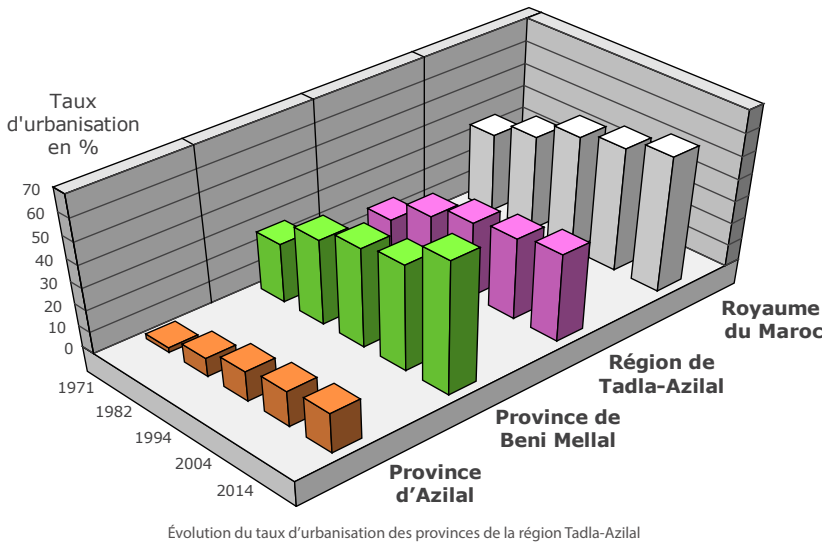 Taux
d'urbanisation
en %
70
60
50
40
30
20
10
0
1971
1982
1994
2004
2014
Royaume
du Maroc
Région de
Tadla-Azilal
Province de
Beni Mellal
Province
d’Azilal
Évolution du taux d’urbanisation des provinces de la région Tadla-Azilal